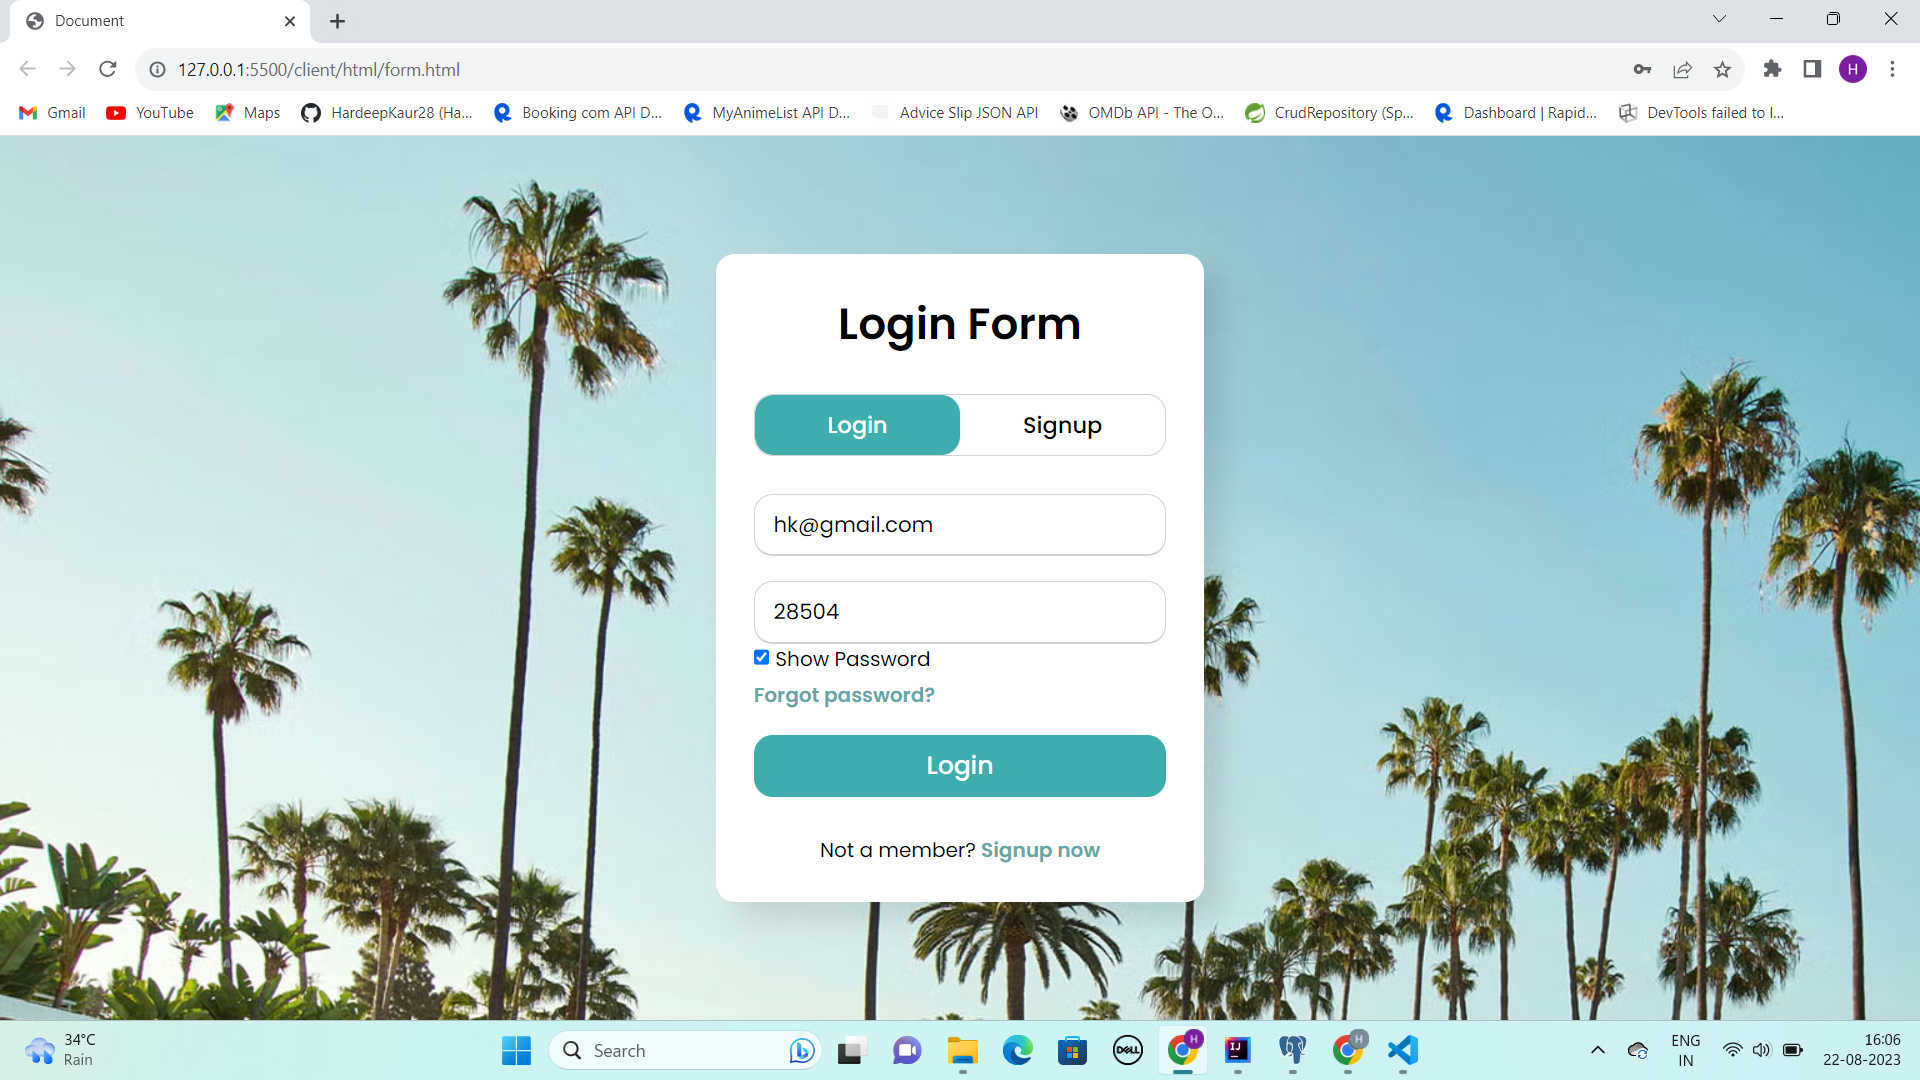 Document
127.0.0.1:5500/client/html/form.html
H
Gmail YouTube Maps HardeepKaur28 (Ha... Booking com API D... MyAnimeList API D... Advice Slip JSON API OMDb API - The O... CrudRepository (Sp... Dashboard | Rapid... DevTools failed to l...
Login Form
Login Signup
hk@gmail.com
28504
Show Password
Forgot password?
Login
Not a member? Signup now
34°C
Rain
Search
DELL
H
IJ
H
ENG
IN
16:06
22-08-2023